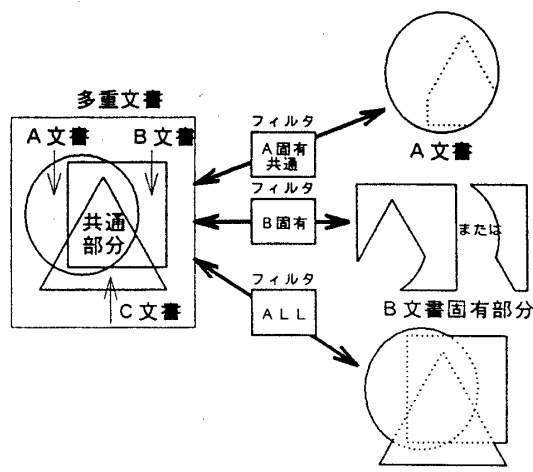 多重文書
A文書
B文書
共通
部分
C文書
フィルタ
A固有
共通
A文書
フィルタ
B固有
または
B文書固有部分
フィルタ
ALL